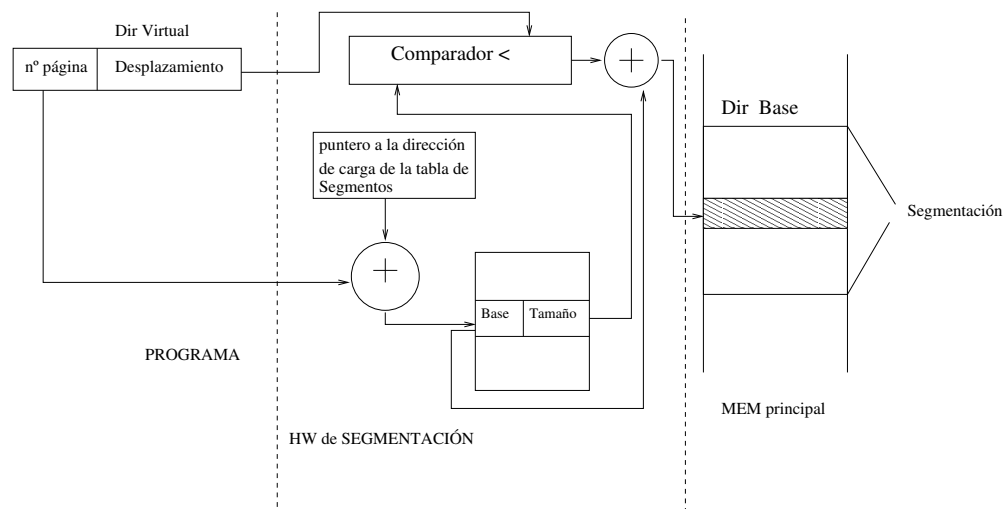 Dir Virtual
nº página
Desplazamiento
Comparador <
+
puntero a la dirección
de carga de la tabla de
Segmentos
+
Base
Tamaño
PROGRAMA
HW de SEGMENTACIÓN
Dir Base
Segmentación
MEM principal